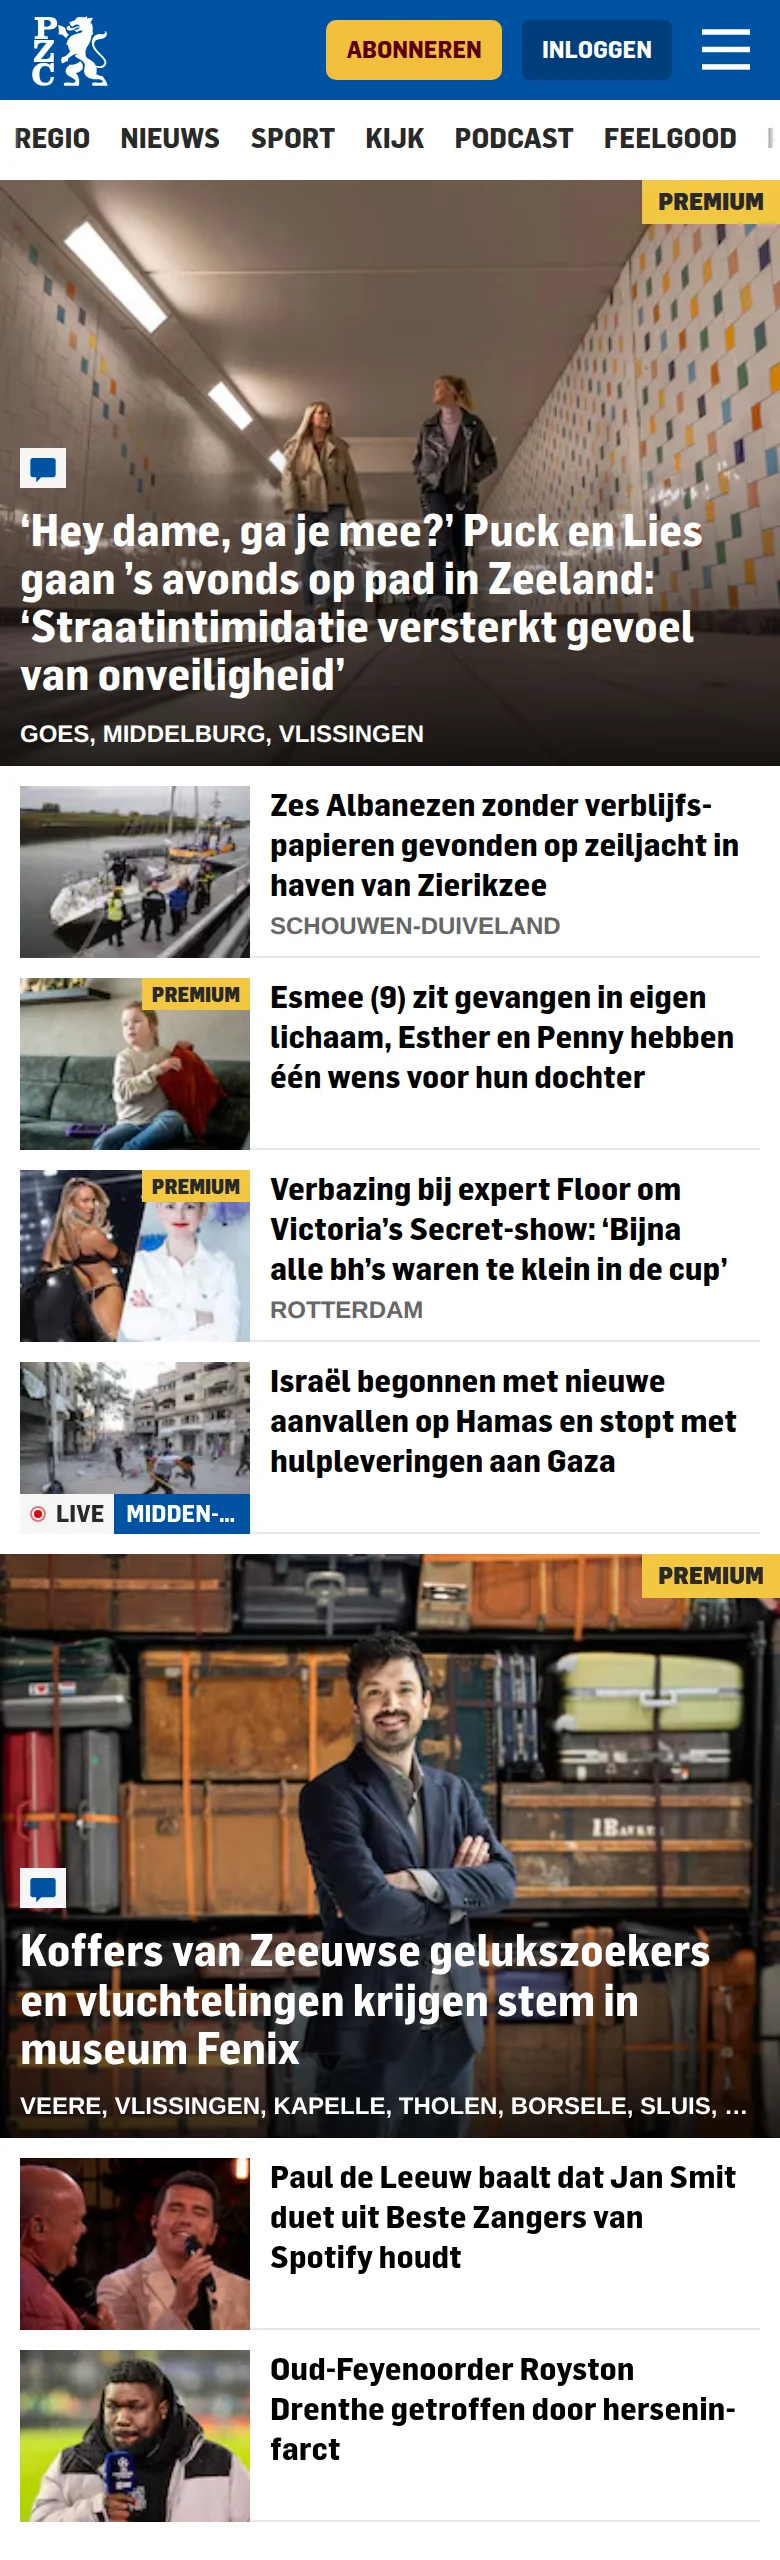 PZC
ABONNEREN
INLOGGEN
REGIO NIEUWS SPORT KIJK PODCAST FEELGOOD
PREMIUM
‘Hey dame, ga je mee?’ Puck en Lies
gaan ’s avonds op pad in Zeeland:
‘Straatintimidatie versterkt gevoel
van onveiligheid’
GOES, MIDDELBURG, VLISSINGEN
Zes Albanezen zonder verblijfs-
papieren gevonden op zeiljacht in
haven van Zierikzee
SCHOUWEN-DUIVELAND
PREMIUM
Esmee (9) zit gevangen in eigen
lichaam, Esther en Penny hebben
één wens voor hun dochter
PREMIUM
Verbazing bij expert Floor om
Victoria’s Secret-show: ‘Bijna
alle bh’s waren te klein in de cup’
ROTTERDAM
LIVE MIDDEN-...
Israël begonnen met nieuwe
aanvallen op Hamas en stopt met
hulpleveringen aan Gaza
PREMIUM
Koffers van Zeeuwse gelukszoekers
en vluchtelingen krijgen stem in
museum Fenix
VEERE, VLISSINGEN, KAPELLE, THOLEN, BORSELE, SLUIS, ...
Paul de Leeuw baalt dat Jan Smit
duet uit Beste Zangers van
Spotify houdt
Oud-Feyenoorder Royston
Drenthe getroffen door hersenin-
farct